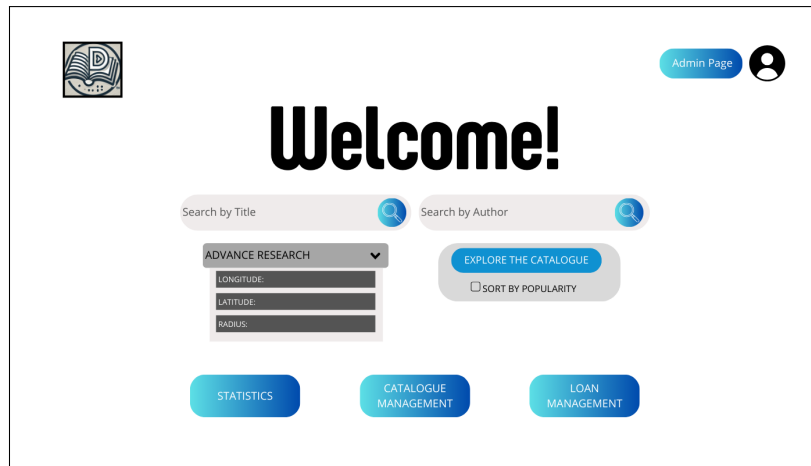 D
Admin Page
Welcome!
Search by Title
Search by Author
ADVANCE RESEARCH
LONGITUDE:
LATITUDE:
RADIUS:
EXPLORE THE CATALOGUE
SORT BY POPULARITY
STATISTICS
CATALOGUE
MANAGEMENT
LOAN
MANAGEMENT